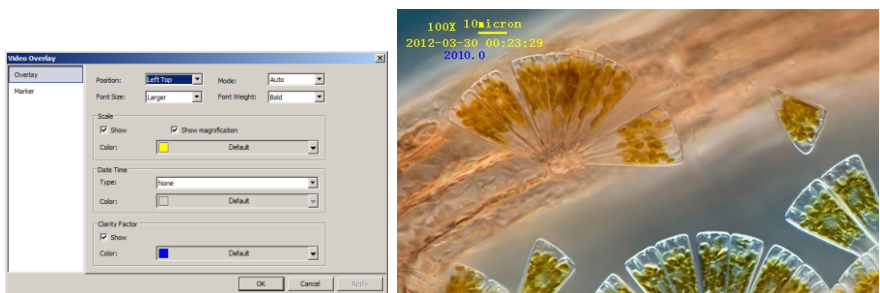 Video Overlay
Overlay
Marker
Position: Left Top Mode: Auto
Font Size: Larger Font Weight: Bold
Scale
Show Show magnification
Color: Default
Date Time
Type: None
Color: Default
Clarity Factor
Show
Color: Default
OK Cancel Apply
100X 10micron
2012-03-30 00:23:29
2010.0